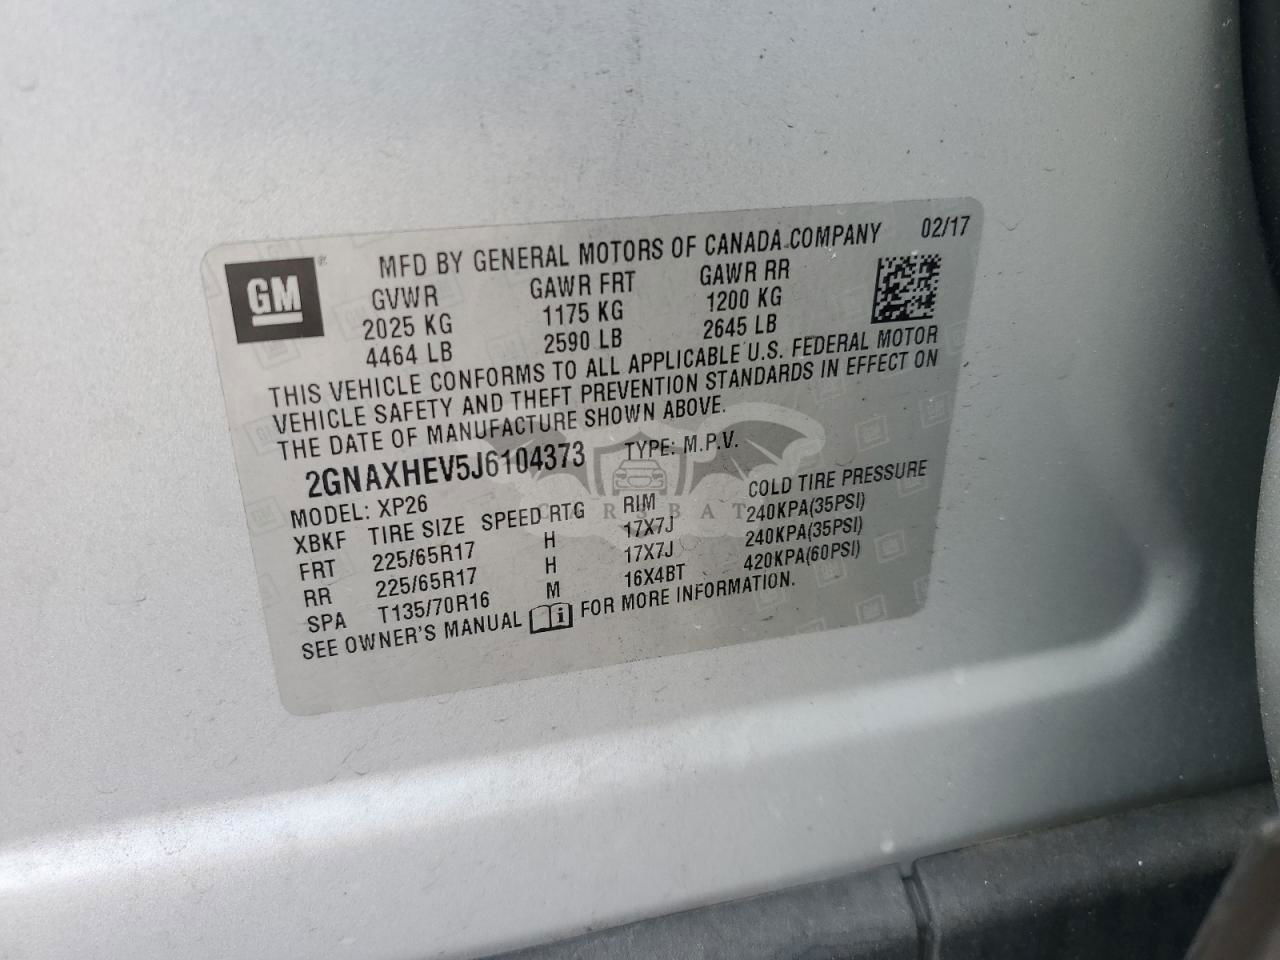 MFD BY GENERAL MOTORS OF CANADA COMPANY 02/17
GM
GVWR GAWR FRT GAWR RR
2025 KG 1175 KG 1200 KG
4464 LB 2590 LB 2645 LB
THIS VEHICLE CONFORMS TO ALL APPLICABLE U.S. FEDERAL MOTOR
VEHICLE SAFETY AND THEFT PREVENTION STANDARDS IN EFFECT ON
THE DATE OF MANUFACTURE SHOWN ABOVE.
2GNAXHEV5J6104373 TYPE: M.P.V.
MODEL: XP26
XBKF TIRE SIZE SPEED RTG RIM COLD TIRE PRESSURE
FRT 225/65R17 H 17X7J 240KPA(35PSI)
RR 225/65R17 H 17X7J 240KPA(35PSI)
SPA T135/70R16 M 16X4BT 420KPA(60PSI)
SEE OWNER'S MANUAL i FOR MORE INFORMATION.
CARSBAT